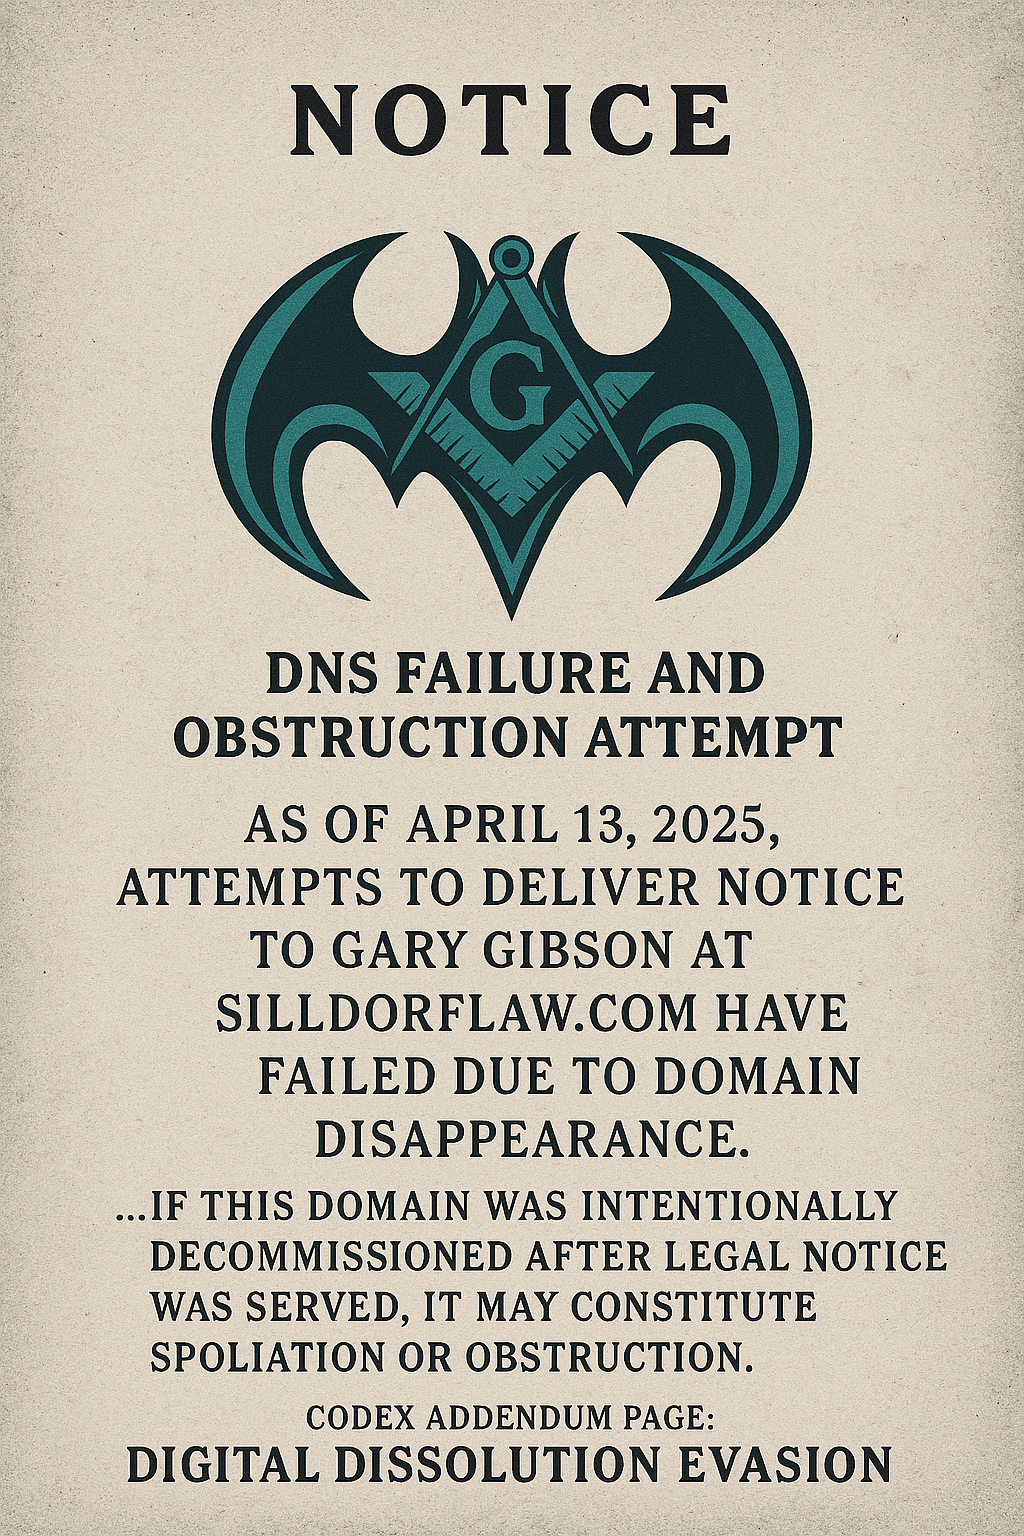 NOTICE
G
DNS FAILURE AND
OBSTRUCTION ATTEMPT
AS OF APRIL 13, 2025,
ATTEMPTS TO DELIVER NOTICE
TO GARY GIBSON AT
SILLDORFLAW.COM HAVE
FAILED DUE TO DOMAIN
DISAPPEARANCE.
...IF THIS DOMAIN WAS INTENTIONALLY
DECOMMISSIONED AFTER LEGAL NOTICE
WAS SERVED, IT MAY CONSTITUTE
SPOLIATION OR OBSTRUCTION.
CODEX ADDENDUM PAGE:
DIGITAL DISSOLUTION EVASION